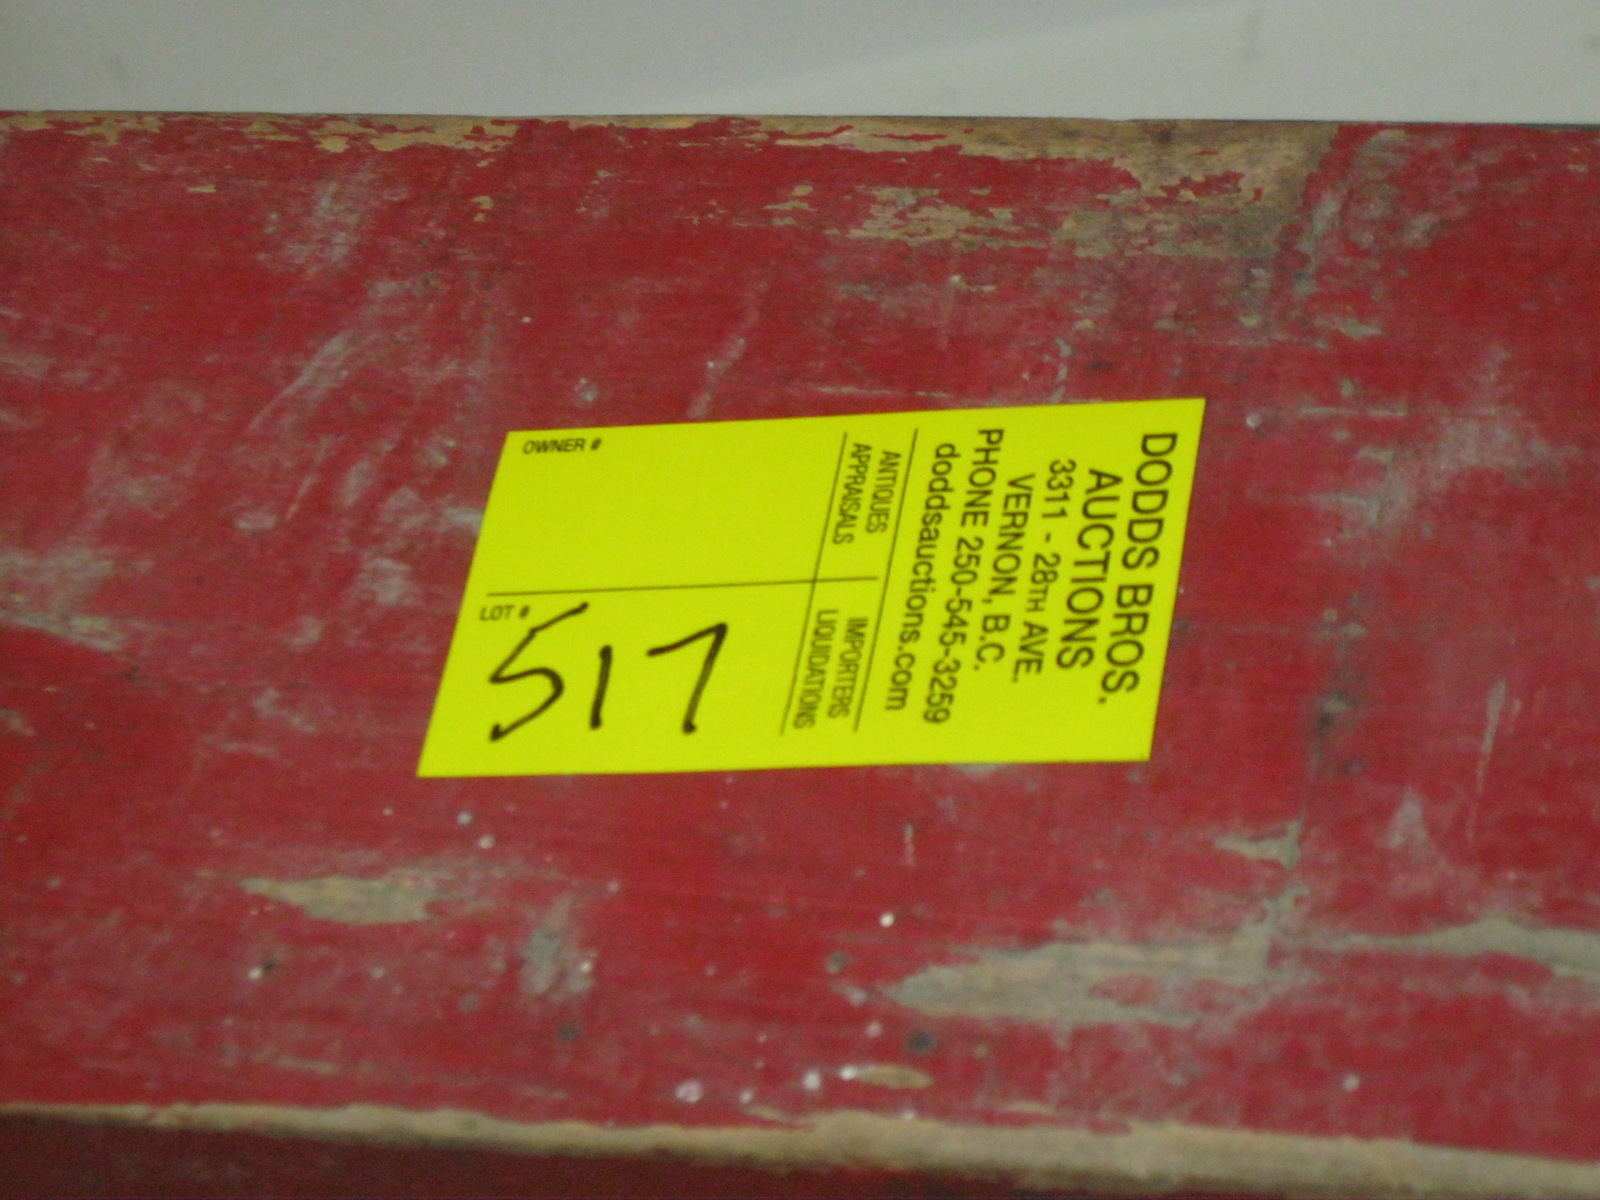 DODDS BROS.
AUCTIONS
3311 - 28TH AVE.
VERNON, B.C.
PHONE 250-545-3259
doddsauctions.com
ANTIQUES
APPRAISALS
IMPORTERS
LIQUIDATIONS
OWNER #
LOT #
517